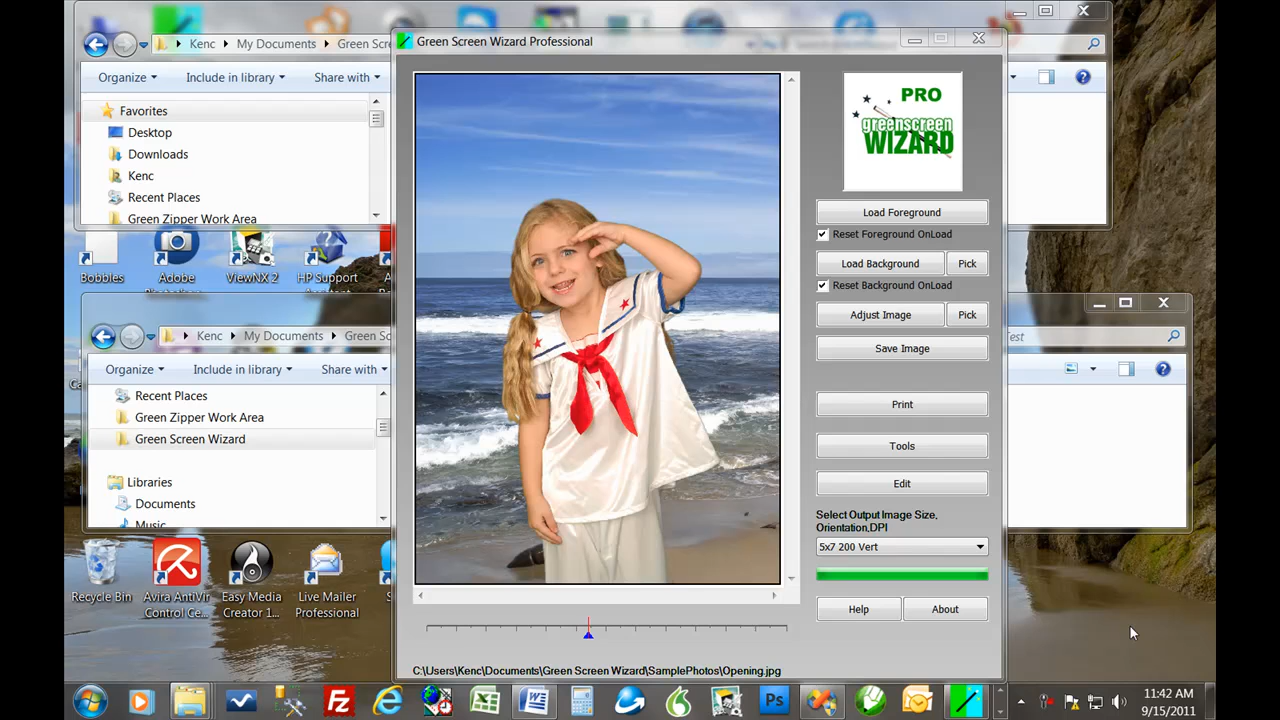 Kenc
My Documents
Green Scre
Organize
Include in library
Share with
Favorites
Desktop
Downloads
Kenc
Recent Places
Green Zipper Work Area
Bobbles
Adobe
ViewNX 2
HP Support
Kenc
My Documents
Green Sc
Test
Organize
Include in library
Share with
Recent Places
Green Zipper Work Area
Green Screen Wizard
Libraries
Documents
Music
Recycle Bin
Avira AntiVir
Control Ce...
Easy Media
Creator 1...
Live Mailer
Professional
Green Screen Wizard Professional
PRO
greenscreen
WIZARD
Load Foreground
Reset Foreground OnLoad
Load Background
Pick
Reset Background OnLoad
Adjust Image
Pick
Save Image
Print
Tools
Edit
Select Output Image Size,
Orientation,DPI
5x7 200 Vert
Help
About
C:\Users\Kenc\Documents\Green Screen Wizard\SamplePhotos\Opening.jpg
Ps
11:42 AM
9/15/2011